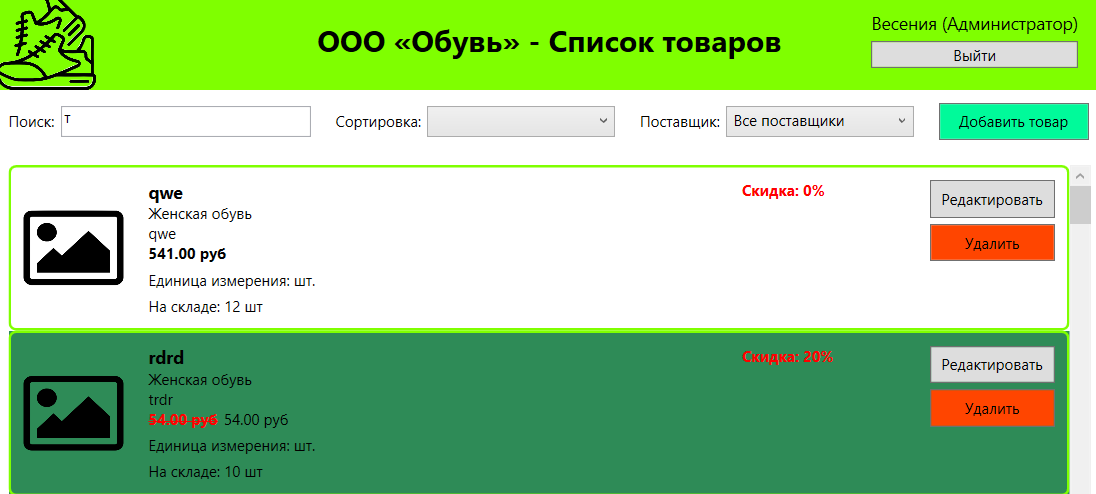 ООО «Обувь» - Список товаров
Весения (Администратор)
Выйти
Поиск: т
Сортировка:
Поставщик: Все поставщики
Добавить товар
qwe
Женская обувь
qwe
541.00 руб
Единица измерения: шт.
На складе: 12 шт
Скидка: 0%
Редактировать
Удалить
rdrd
Женская обувь
trdr
54.00 руб 54.00 руб
Единица измерения: шт.
На складе: 10 шт
Скидка: 20%
Редактировать
Удалить